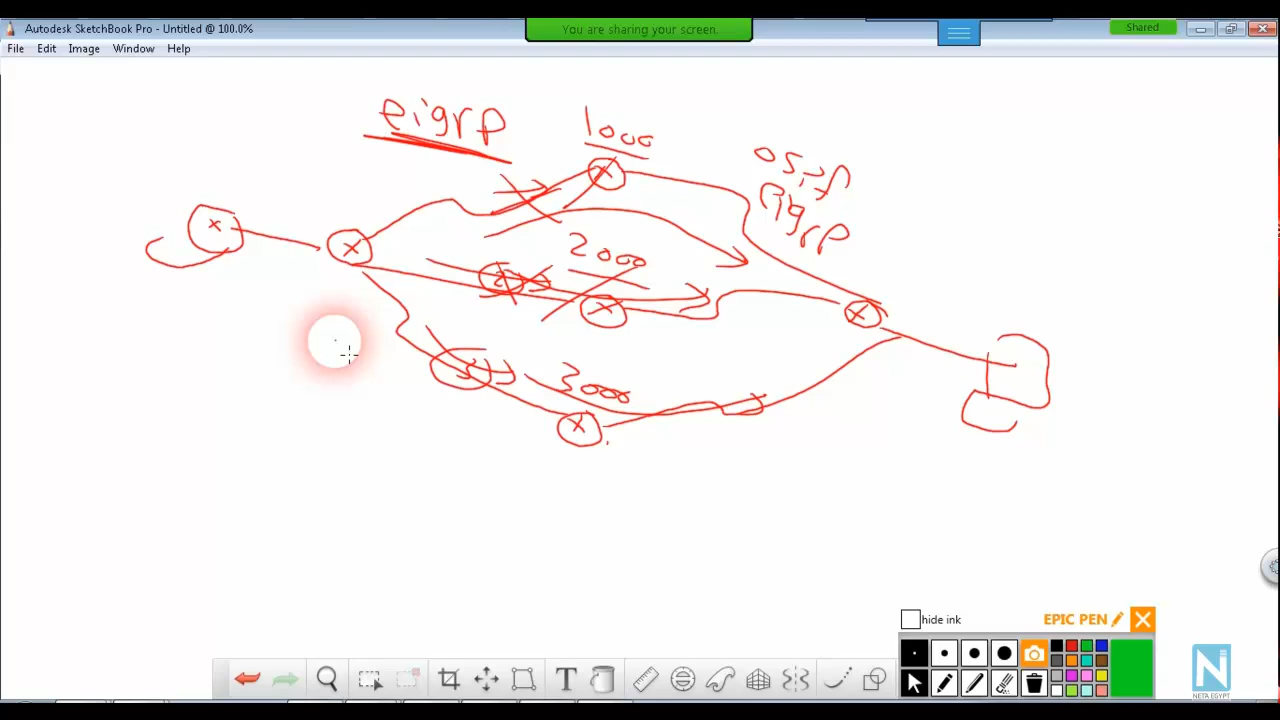 Autodesk SketchBook Pro - Untitled @ 100.0%
You are sharing your screen.
Shared
File Edit Image Window Help
eigrp
1000
ospf
eigrp
2000
3000
hide ink
EPIC PEN
NETA EGYPT